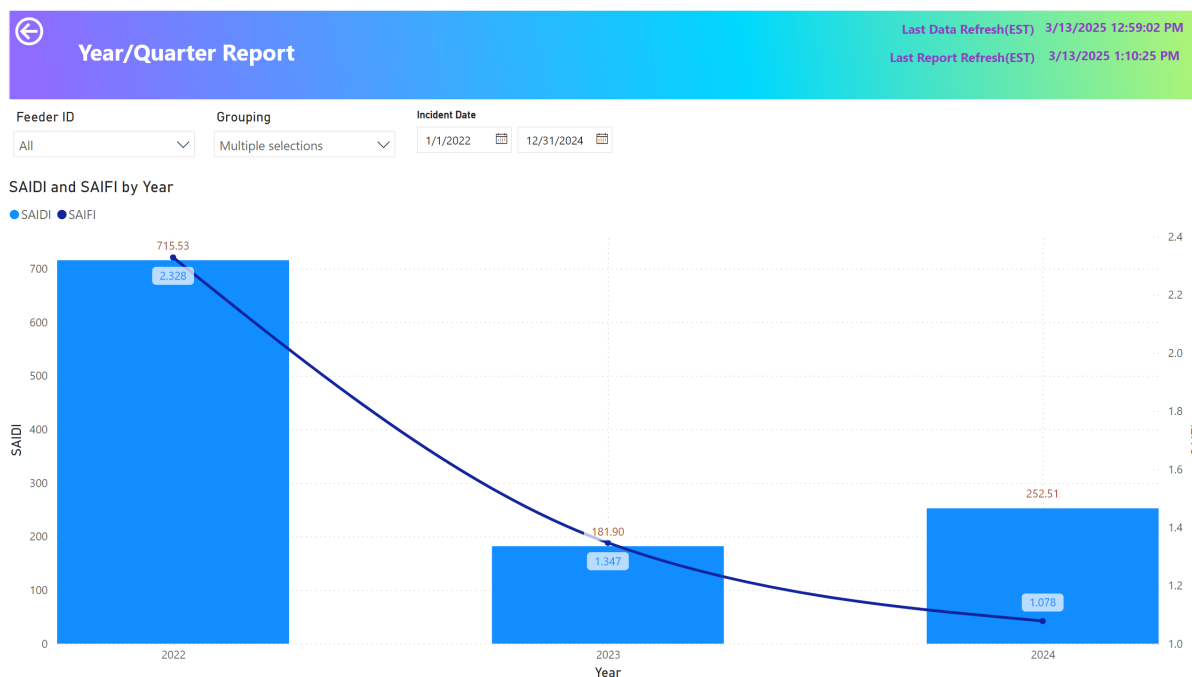 Year/Quarter Report
Last Data Refresh(EST) 3/13/2025 12:59:02 PM
Last Report Refresh(EST) 3/13/2025 1:10:25 PM
Feeder ID
All
Grouping
Multiple selections
Incident Date
1/1/2022
12/31/2024
SAIDI and SAIFI by Year
SAIDI SAIFI
SAIDI
700
600
500
400
300
200
100
0
715.53
2.328
181.90
1.347
252.51
1.078
2.4
2.2
2.0
1.8
1.6
1.4
1.2
1.0
2022
2023
2024
Year